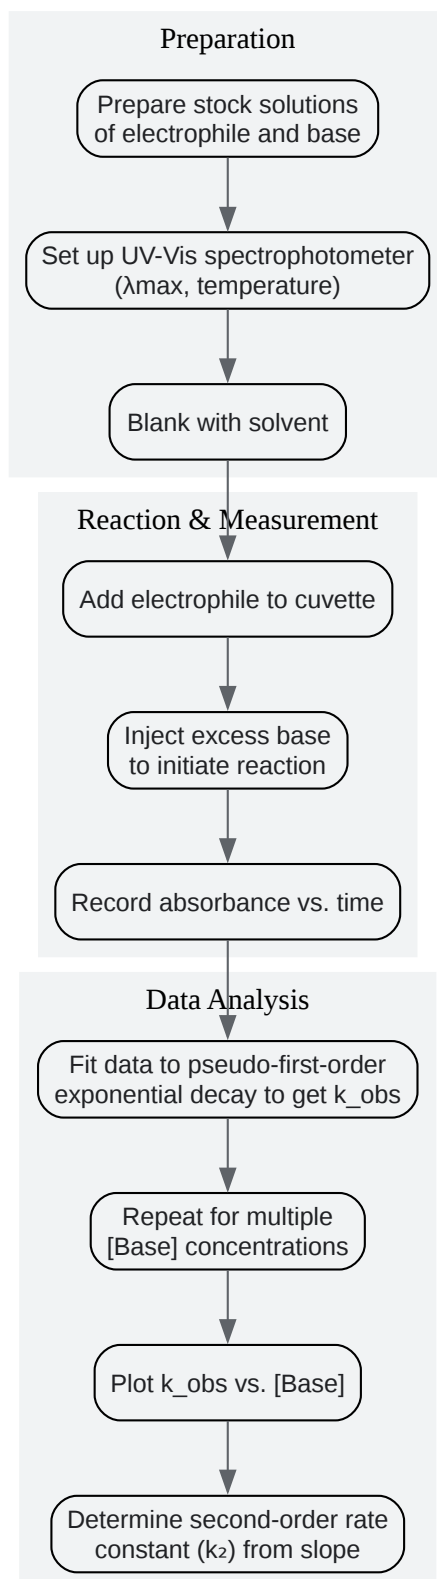 Preparation
Prepare stock solutions
of electrophile and base
Set up UV-Vis spectrophotometer
(λmax, temperature)
Blank with solvent
Reaction & Measurement
Add electrophile to cuvette
Inject excess base
to initiate reaction
Record absorbance vs. time
Data Analysis
Fit data to pseudo-first-order
exponential decay to get k_obs
Repeat for multiple
[Base] concentrations
Plot k_obs vs. [Base]
Determine second-order rate
constant (k₂) from slope